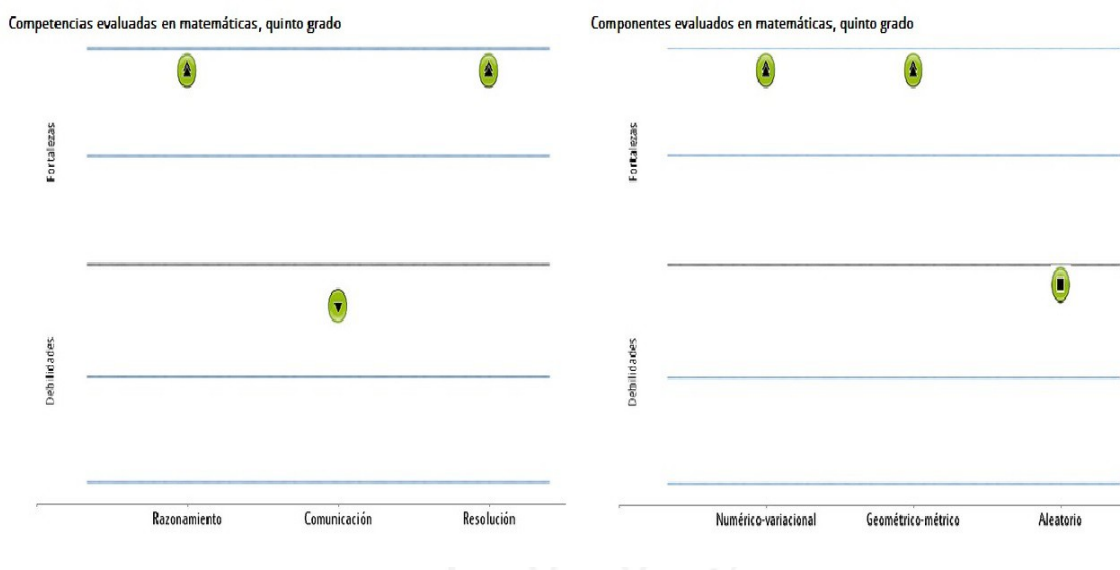 Competencias evaluadas en matemáticas, quinto grado
Fortalezas
Debilidades
Razonamiento
Comunicación
Resolución
Componentes evaluados en matemáticas, quinto grado
Fortalezas
Debilidades
Numérico-variacional
Geométrico-métrico
Aleatorio